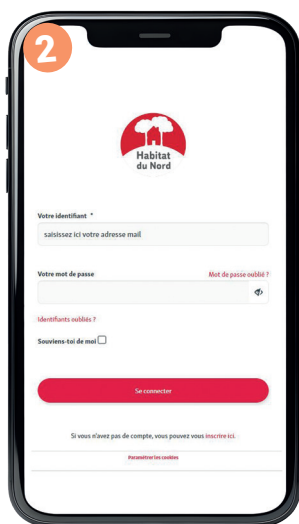 2
Habitat
du Nord
Votre identifiant *
saisissez ici votre adresse mail
Votre mot de passe Mot de passe oublié ?
Identifiants oubliés ?
Souviens-toi de moi
Se connecter
Si vous n'avez pas de compte, vous pouvez vous inscrire ici.
Paramétrer les cookies